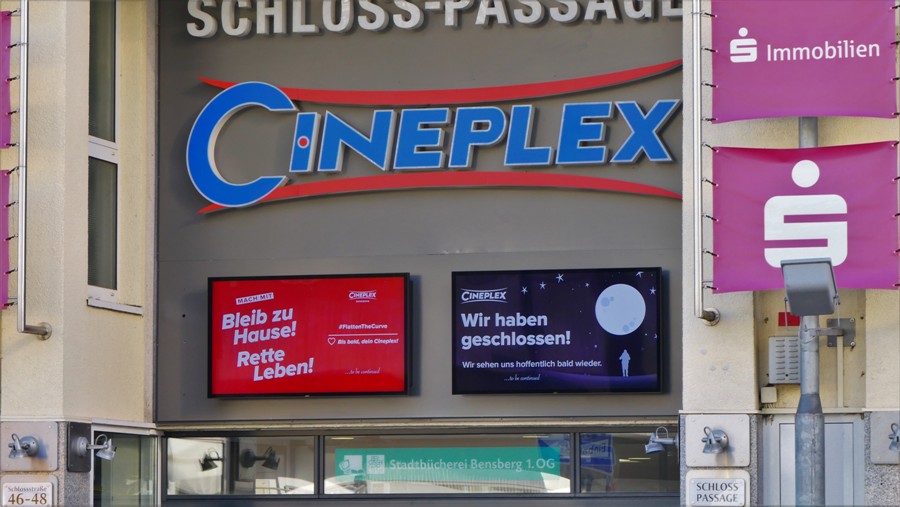 SCHLOSS-PASSAGE
CINEPLEX
Immobilien
MACH MIT
Bleib zu
Hause!
Rette
Leben!
CINEPLEX
#FlattenTheCurve
Bis bald, dein Cineplex!
...to be continued
CINEPLEX
Wir haben
geschlossen!
Wir sehen uns hoffentlich bald wieder.
...to be continued
Stadtbücherei Bensberg 1.OG
Schlossstraße
46-48
SCHLOSS
PASSAGE